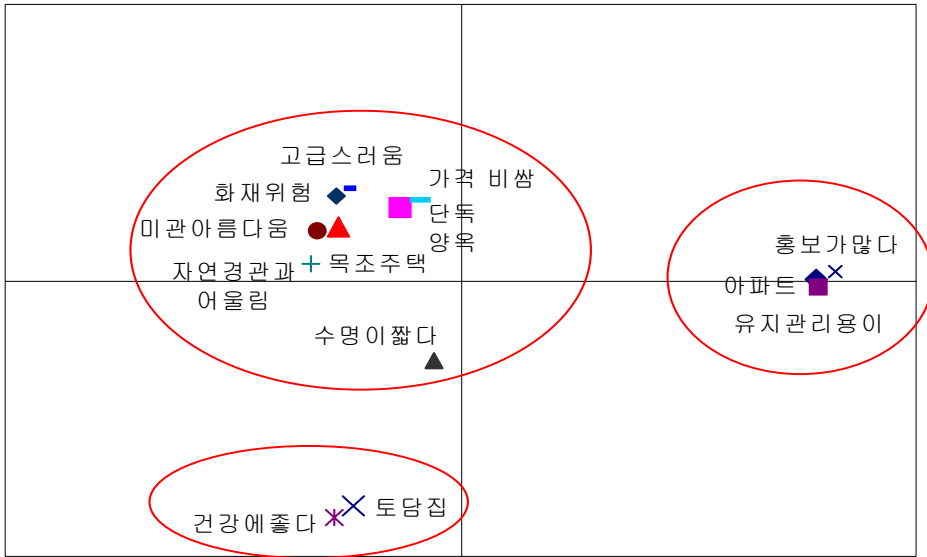 고급스러움
화재위험
가격 비쌈
미관아름다움
단독
양옥
자연경관과
어울림
목조주택
수명이짧다
홍보가많다
아파트
유지관리용이
토담집
건강에좋다